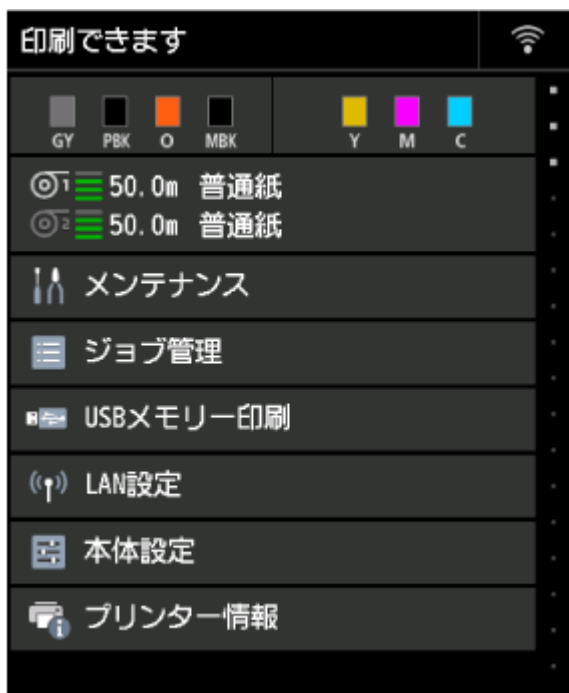 印刷できます
GY PBK O MBK Y M C
1 50.0m 普通紙
2 50.0m 普通紙
メンテナンス
ジョブ管理
USBメモリー印刷
LAN設定
本体設定
プリンター情報